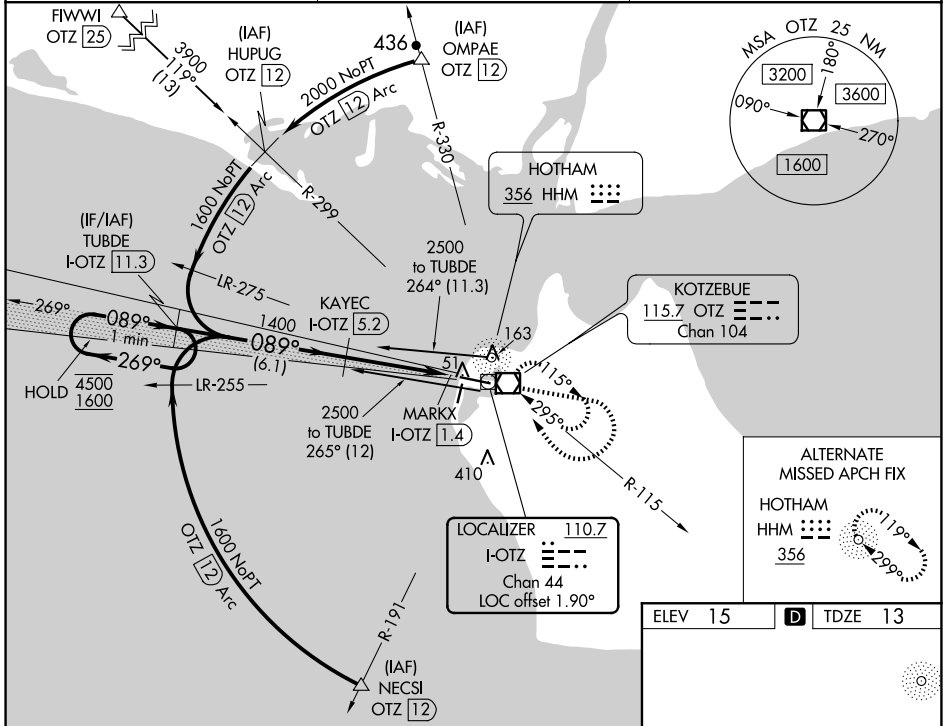 FIWWI
OTZ 25
3900
119°
(13)
(IAF)
HUPUG
OTZ 12
436
(IAF)
OMPAE
OTZ 12
2000 NoPT
OTZ 12 Arc
R-330
R-299
MSA OTZ 25 NM
3200
180°
3600
090°
270°
1600
HOTHAM
356 HHM
1600 NoPT
OTZ 12 Arc
(IF/IAF)
TUBDE
I-OTZ 11.3
LR-275
2500
to TUBDE
264° (11.3)
KAYEC
I-OTZ 5.2
KOTZEBUE
115.7 OTZ
Chan 104
269°
089°
1 min
269°
1400
089°
(6.1)
163
51
HOLD
4500
1600
LR-255
2500
to TUBDE
265° (12)
MARKX
I-OTZ 1.4
115°
295°
R-115
410
LOCALIZER 110.7
I-OTZ
Chan 44
LOC offset 1.90°
ALTERNATE
MISSED APCH FIX
HOTHAM
HHM
356
119°
299°
1600 NoPT
OTZ 12 Arc
R-191
(IAF)
NECSI
OTZ 12
ELEV 15
D
TDZE 13